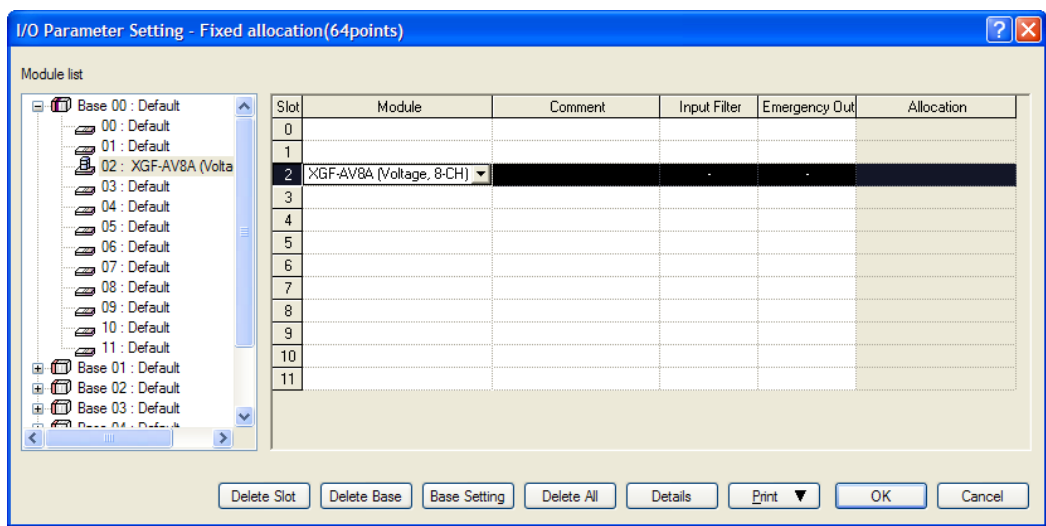 I/O Parameter Setting - Fixed allocation(64points)
Module list
Base 00 : Default
00 : Default
01 : Default
02 : XGF-AV8A (Volta
03 : Default
04 : Default
05 : Default
06 : Default
07 : Default
08 : Default
09 : Default
10 : Default
11 : Default
Base 01 : Default
Base 02 : Default
Base 03 : Default
Base 04 : Default
Slot Module Comment Input Filter Emergency Out Allocation
0
1
2 XGF-AV8A (Voltage, 8-CH) - -
3
4
5
6
7
8
9
10
11
Delete Slot Delete Base Base Setting Delete All Details Print OK Cancel